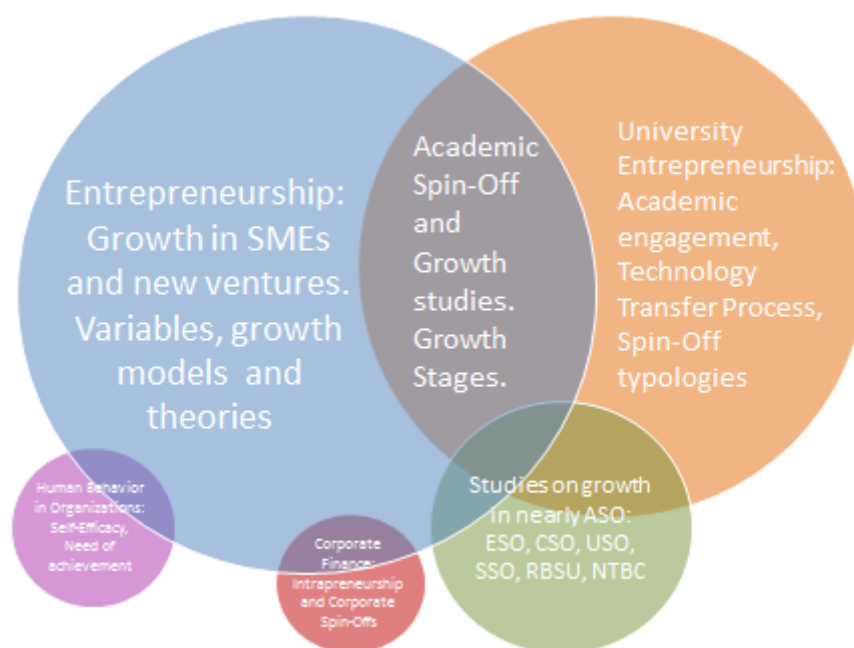 Entrepreneurship:
Growth in SMEs
and new ventures.
Variables, growth
models and
theories
Academic
Spin-Off
and
Growth
studies.
Growth
Stages.
University
Entrepreneurship:
Academic
engagement,
Technology
Transfer Process,
Spin-Off
typologies
Human Behavior
in Organizations:
Self-Efficacy,
Need of
achievement
Corporate
Finance:
Intrapreneurship
and Corporate
Spin-Offs
Studies on growth
In nearly ASO:
ESO, CSO, USO,
SSO, RBSU, NTBC